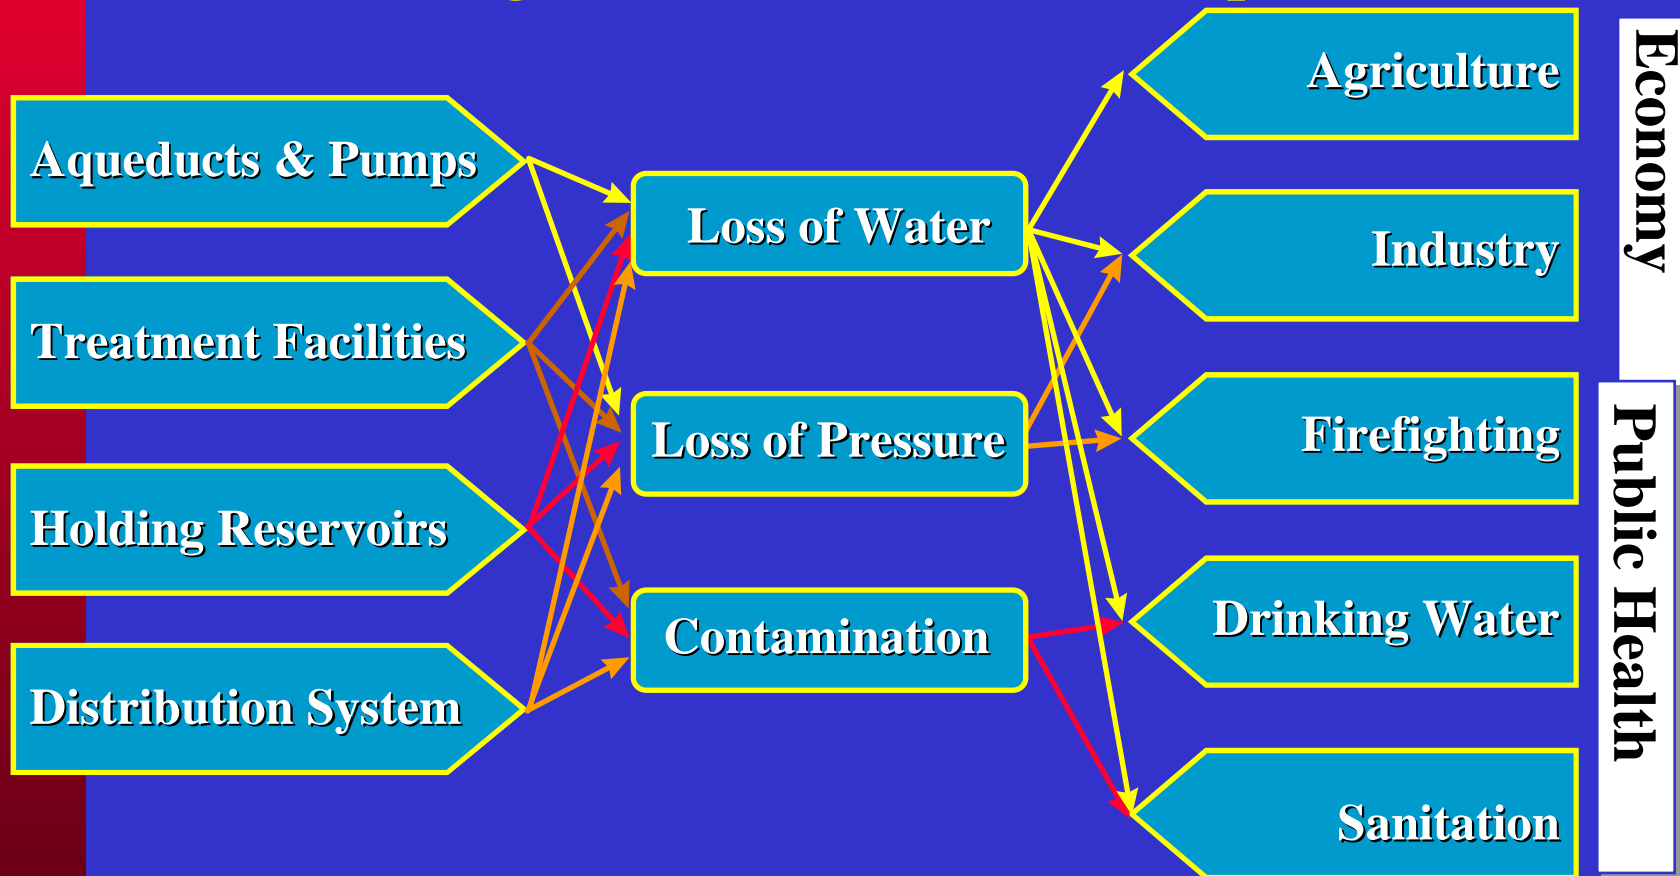 Aqueducts & Pumps
Treatment Facilities
Holding Reservoirs
Distribution System
Loss of Water
Loss of Pressure
Contamination
Agriculture
Industry
Firefighting
Drinking Water
Sanitation
Economy
Public Health